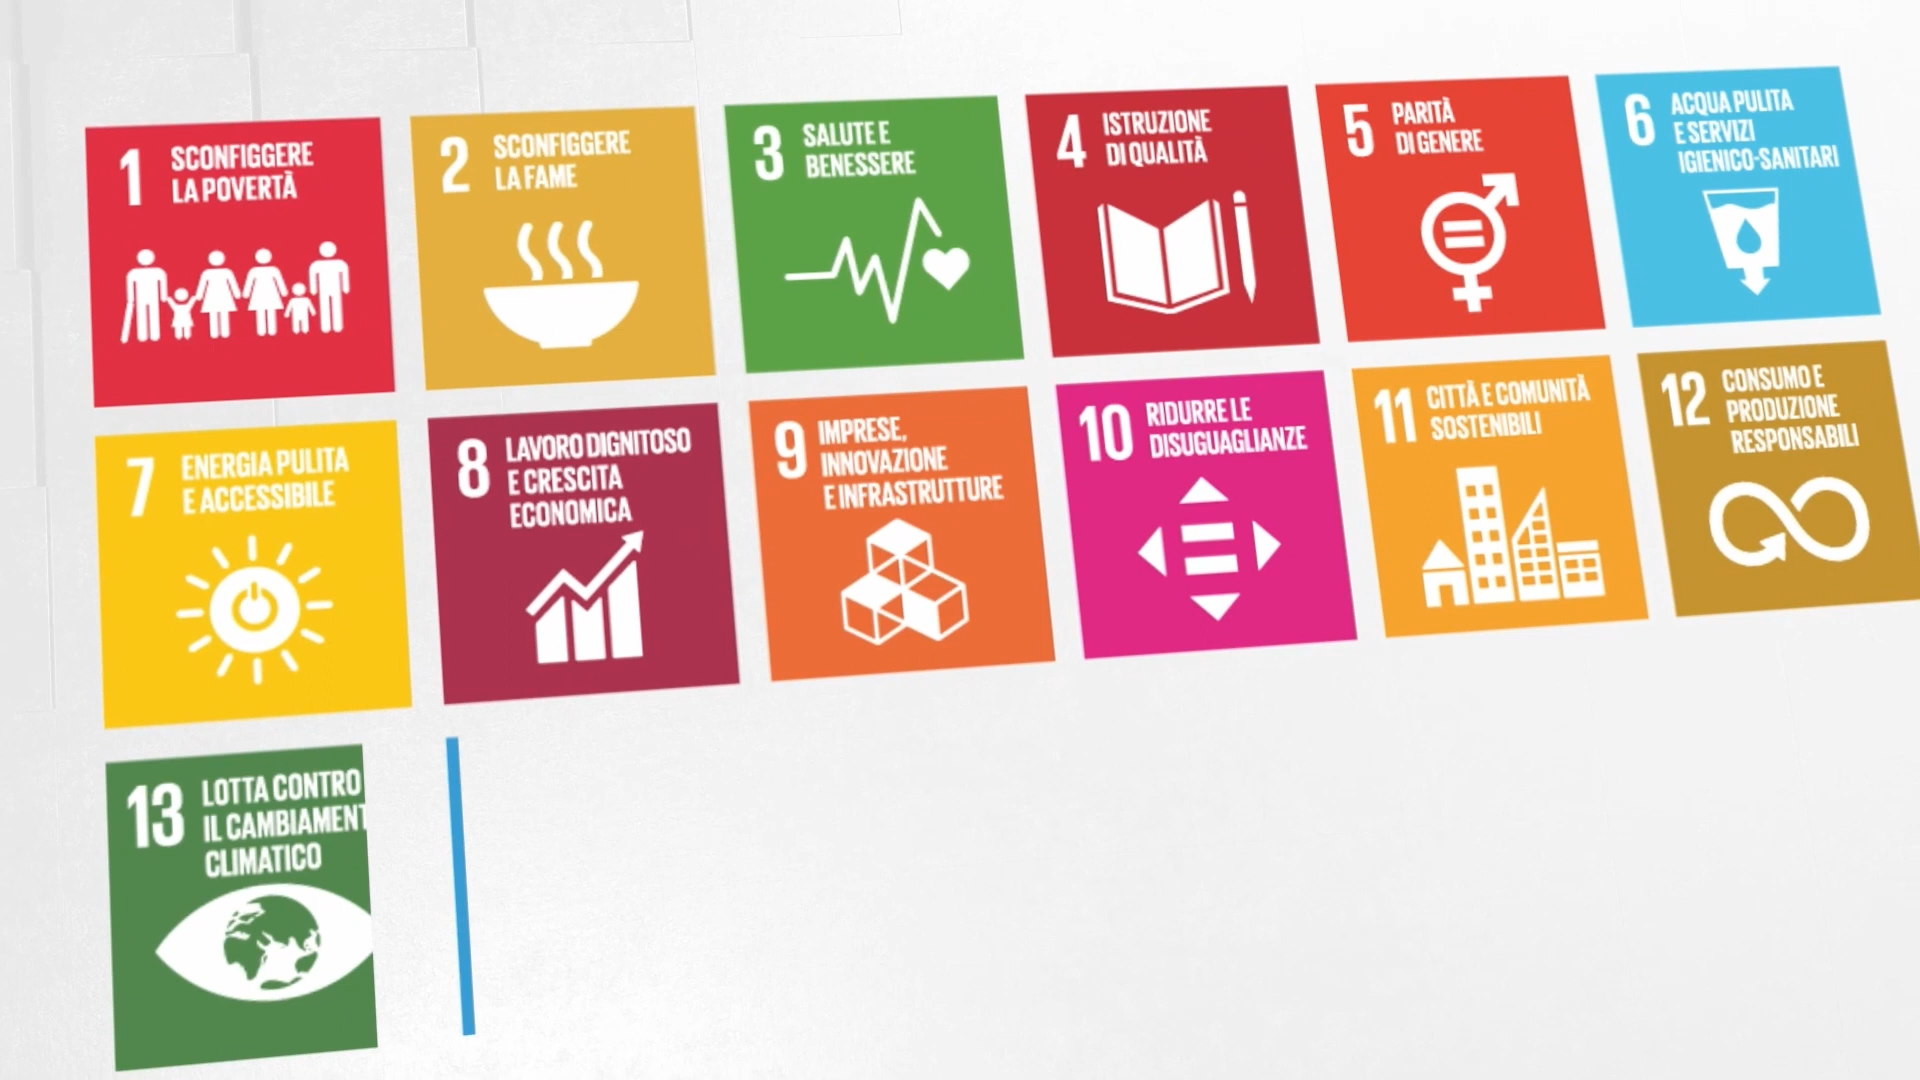 1
SCONFIGGERE
LA POVERTÀ
2
SCONFIGGERE
LA FAME
3
SALUTE E
BENESSERE
4
ISTRUZIONE
DI QUALITÀ
5
PARITÀ
DI GENERE
6
ACQUA PULITA
E SERVIZI
IGIENICO-SANITARI
7
ENERGIA PULITA
E ACCESSIBILE
8
LAVORO DIGNITOSO
E CRESCITA
ECONOMICA
9
IMPRESE,
INNOVAZIONE
E INFRASTRUTTURE
10
RIDURRE LE
DISUGUAGLIANZE
11
CITTÀ E COMUNITÀ
SOSTENIBILI
12
CONSUMO E
PRODUZIONE
RESPONSABILI
13
LOTTA CONTRO
IL CAMBIAMENT
CLIMATICO